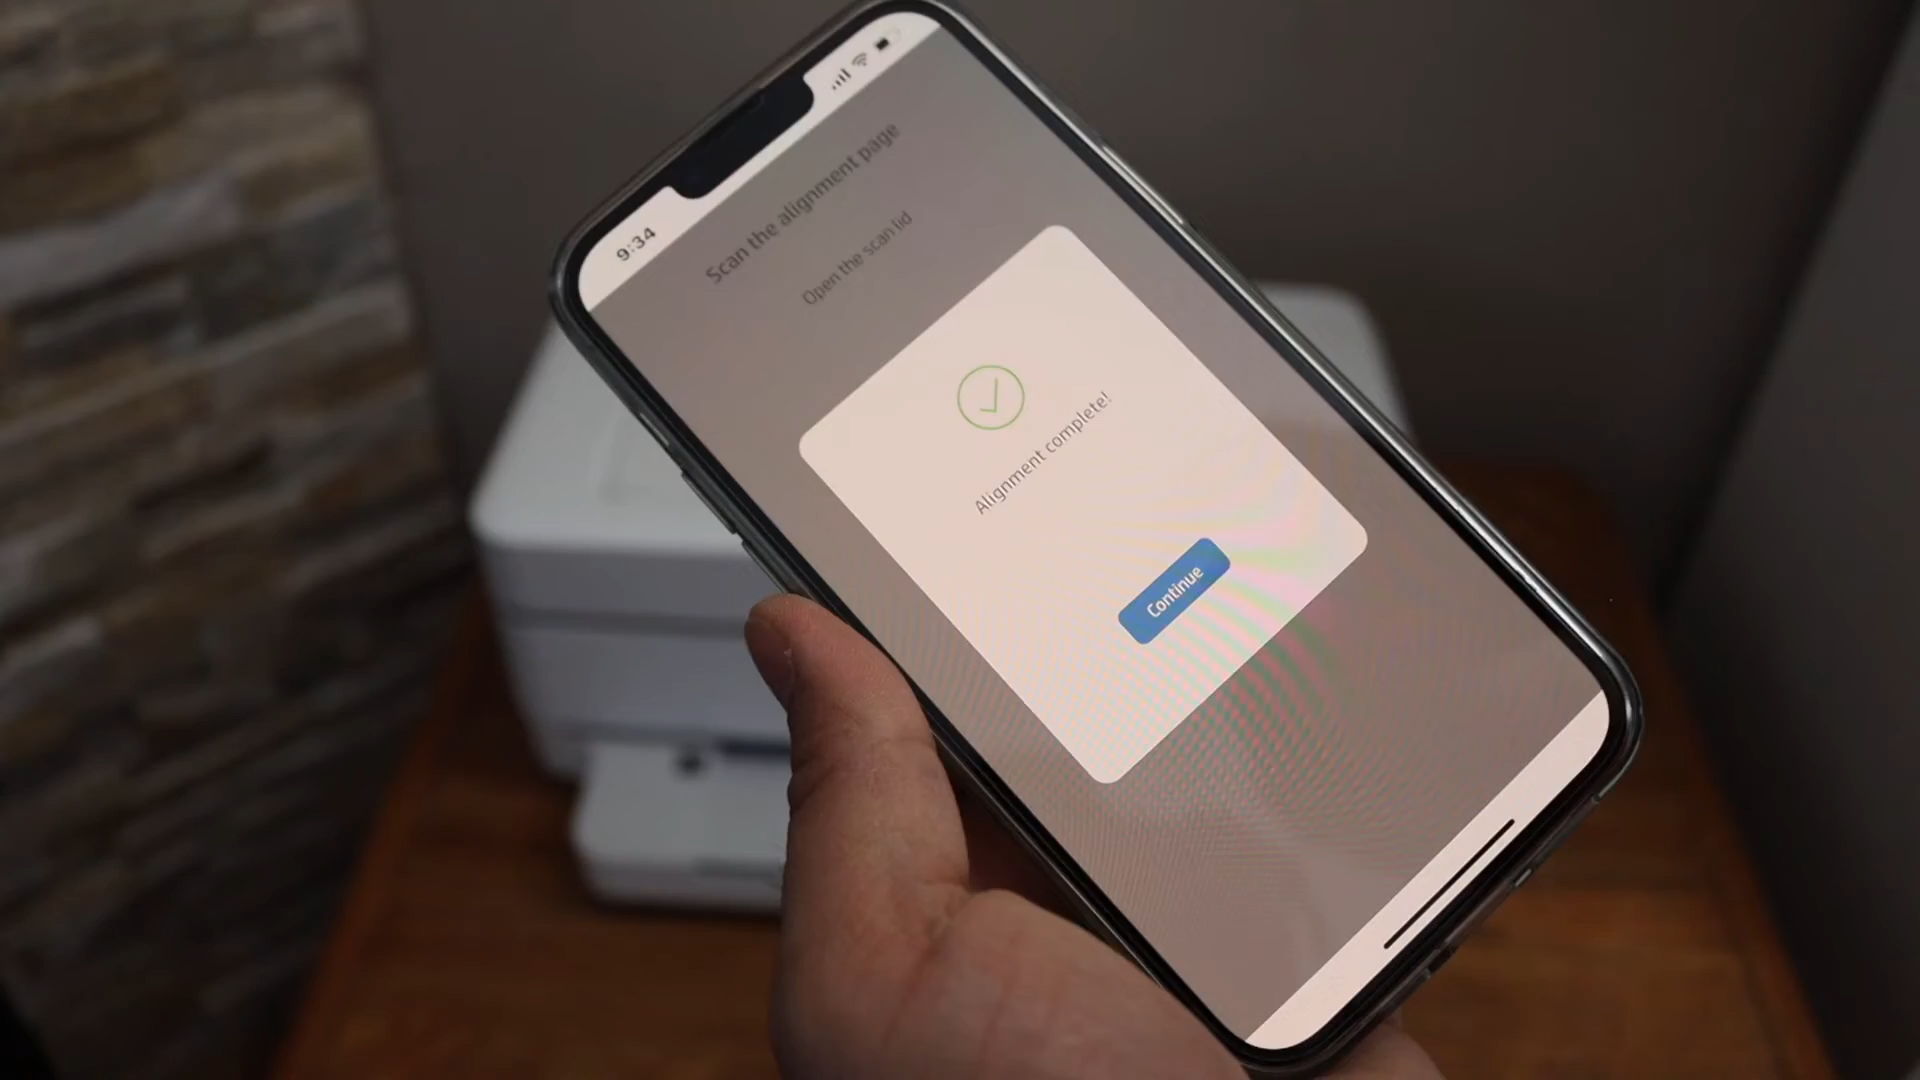 9:34
Scan the alignment page
Open the scan lid
Alignment complete!
Continue